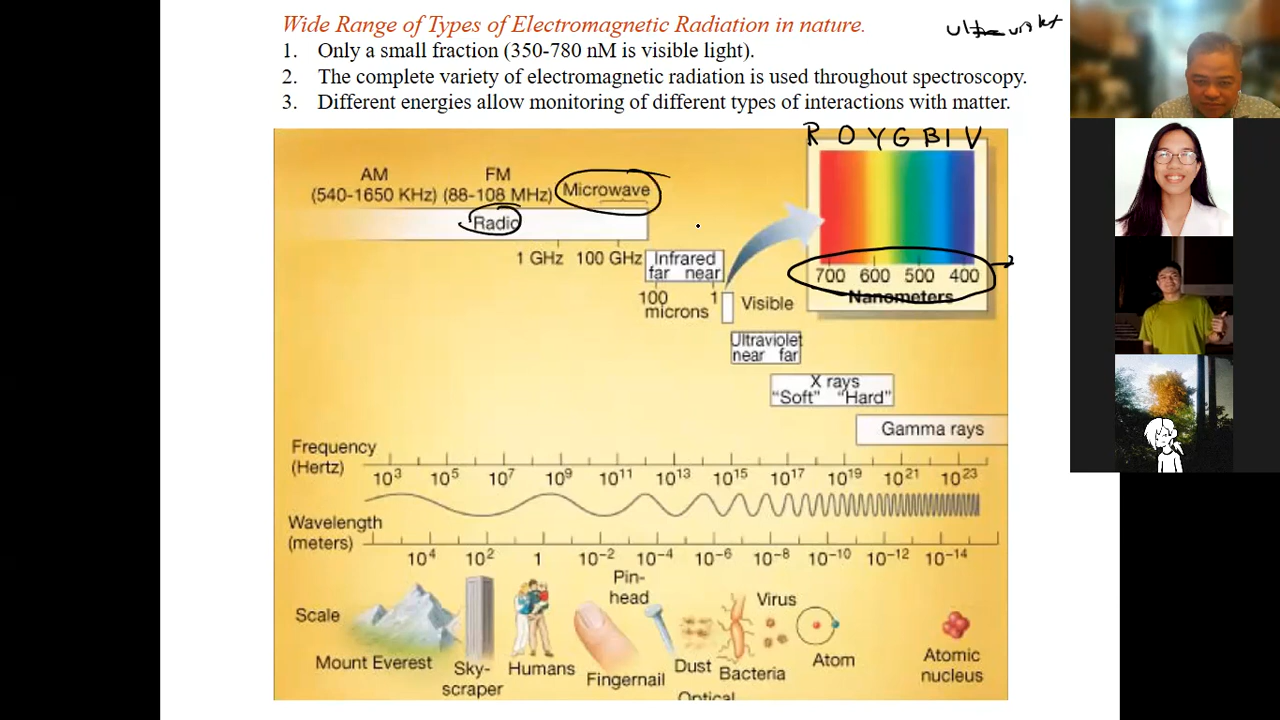 Wide Range of Types of Electromagnetic Radiation in nature.
1. Only a small fraction (350-780 nM is visible light).
2. The complete variety of electromagnetic radiation is used throughout spectroscopy.
3. Different energies allow monitoring of different types of interactions with matter.
Ultraviolet
R O Y G B I V
AM
(540-1650 KHz)
FM
(88-108 MHz)
Microwave
Radio
1 GHz 100 GHz
Infrared
far near
100 1
microns
Visible
700 600 500 400
Nanometers
Ultraviolet
near far
X rays
"Soft" "Hard"
Gamma rays
Frequency
(Hertz)
10³ 10⁵ 10⁷ 10⁹ 10¹¹ 10¹³ 10¹⁵ 10¹⁷ 10¹⁹ 10²¹ 10²³
Wavelength
(meters)
10⁴ 10² 1 10⁻² 10⁻⁴ 10⁻⁶ 10⁻⁸ 10⁻¹⁰ 10⁻¹² 10⁻¹⁴
Scale
Mount Everest
Sky-
scraper
Humans
Fingernail
Pin-
head
Dust
Bacteria
Virus
Atom
Atomic
nucleus
Optical